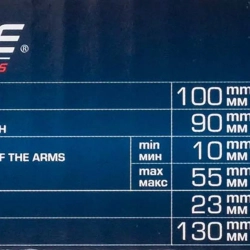 ®
100 mm мм
Н
90 mm мм
OF THE ARMS
min мин
10 mm мм
max макс
55 mm мм
23 mm мм
130 mm мм